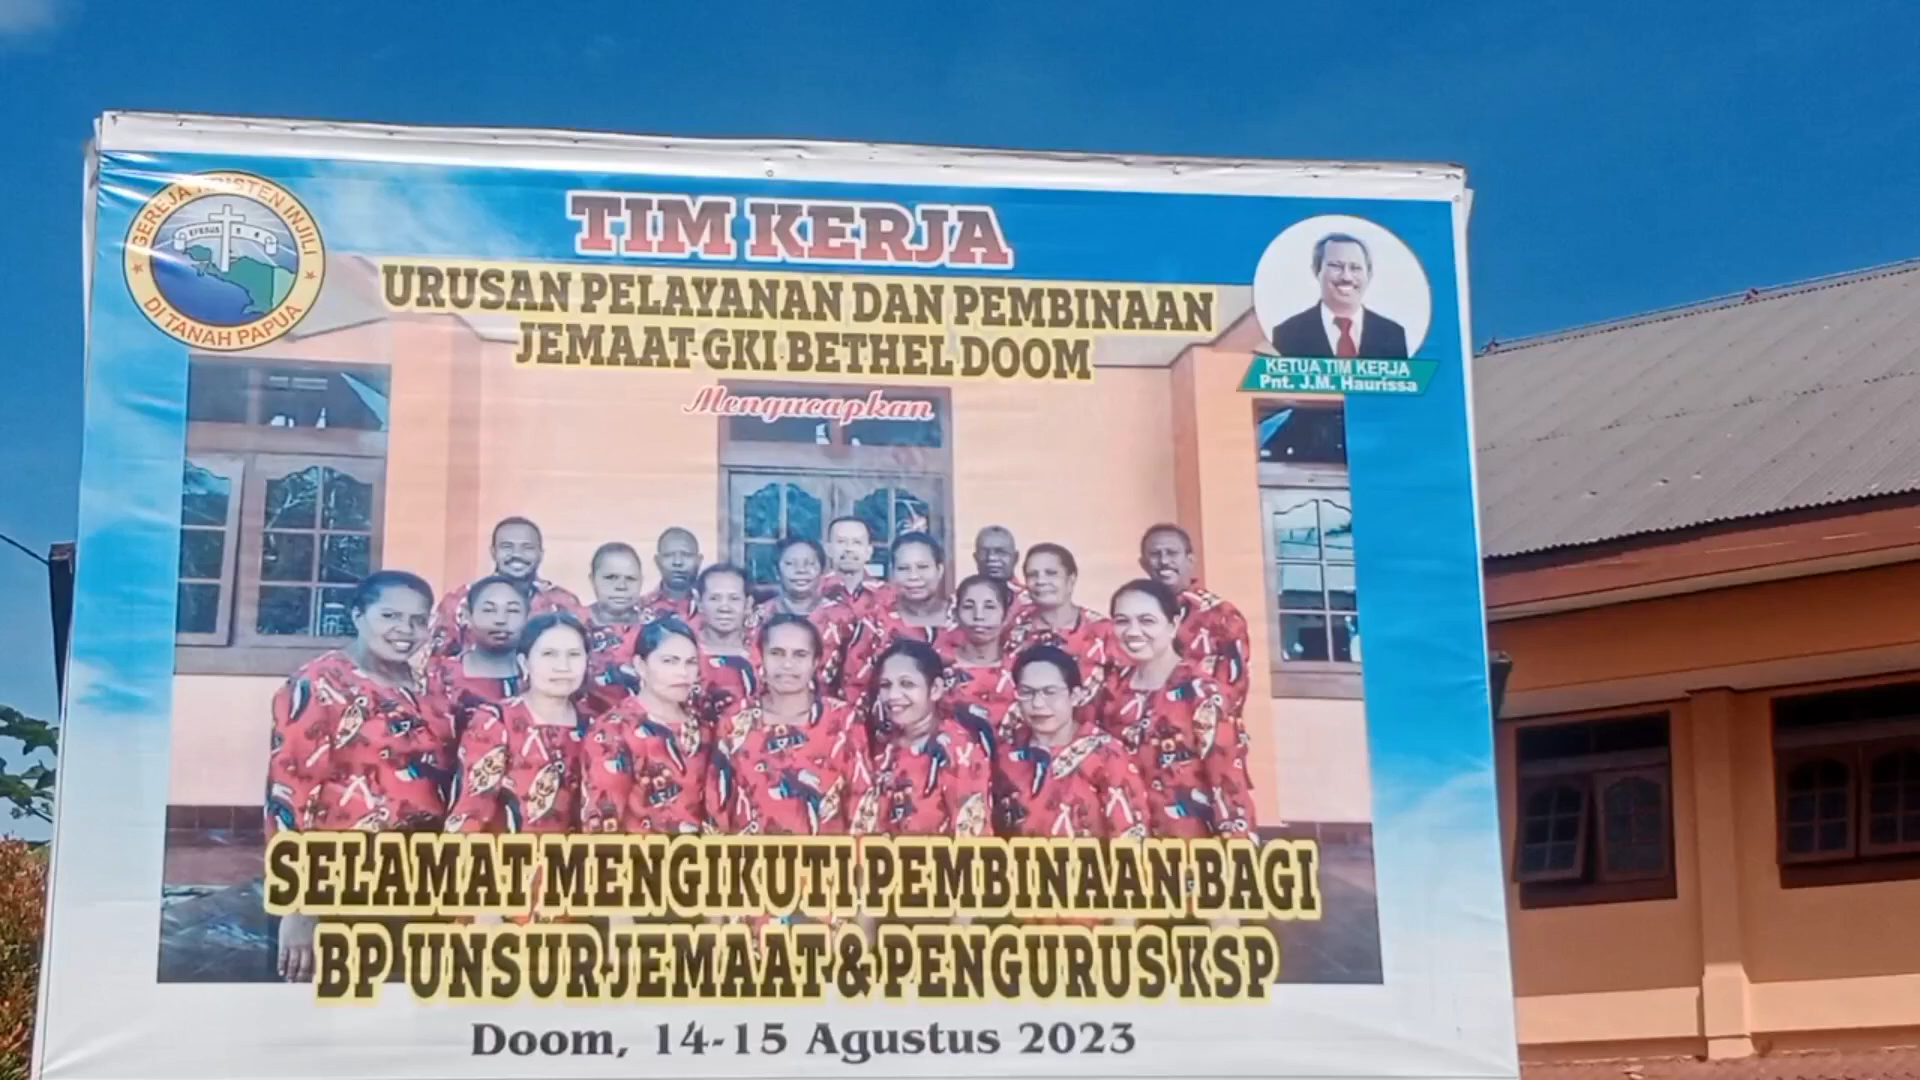 GEREJA KRISTEN INJILI
DI TANAH PAPUA
EFESUS
TIM KERJA
URUSAN PELAYANAN DAN PEMBINAAN
JEMAAT GKI BETHEL DOOM
Mengucapkan
KETUA TIM KERJA
Pnt. J.M. Haurissa
SELAMAT MENGIKUTI PEMBINAAN BAGI
BP UNSUR JEMAAT & PENGURUS KSP
Doom, 14-15 Agustus 2023